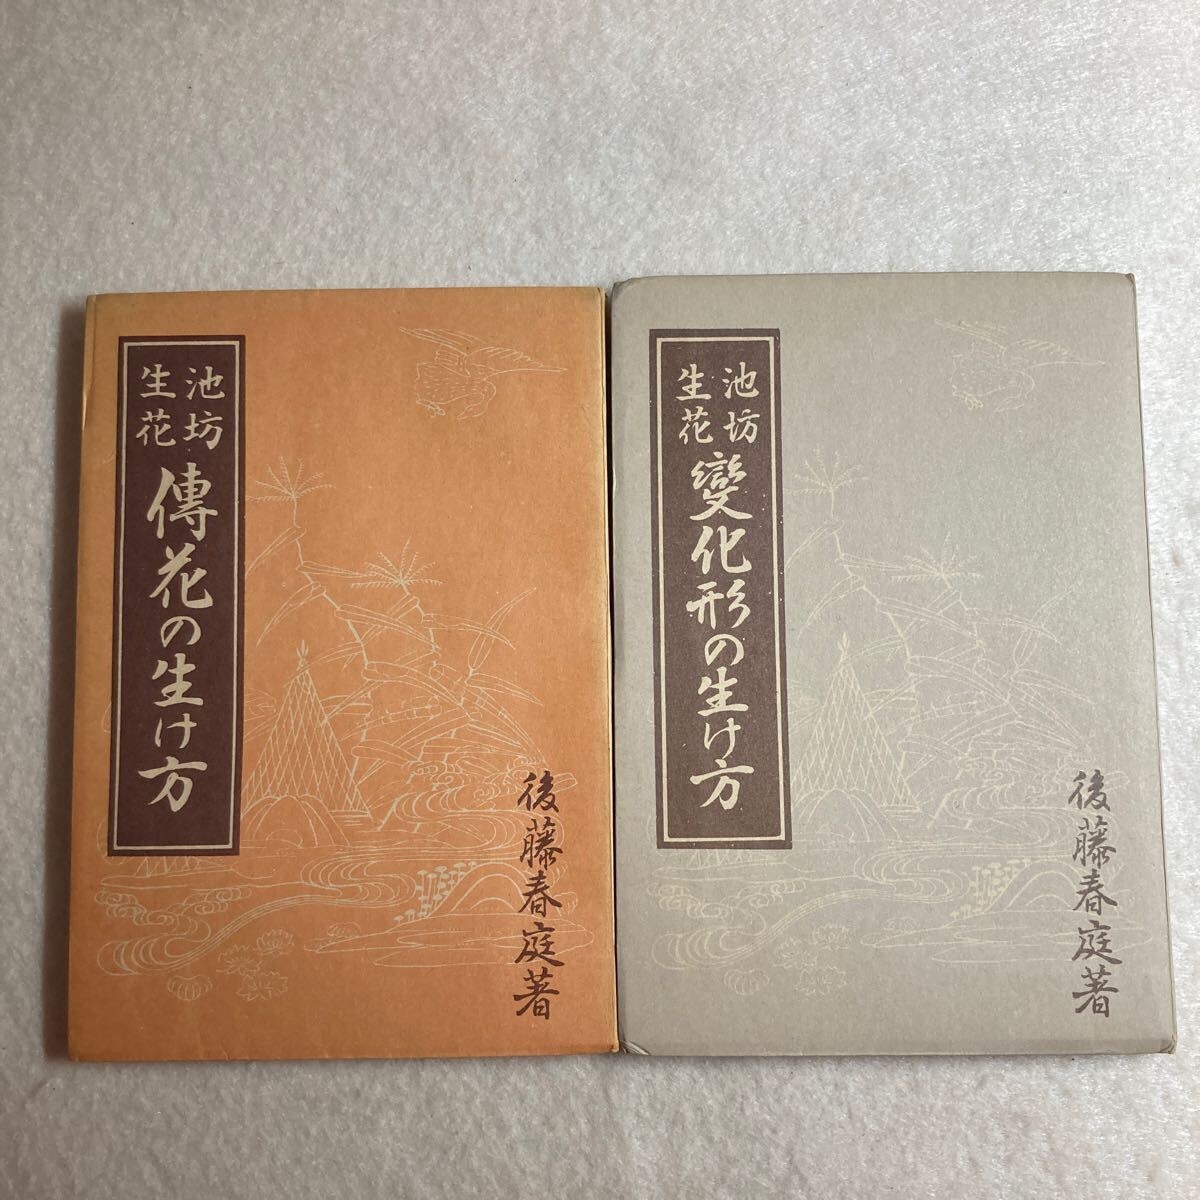 池坊
生花
傳花の生け方
後藤春庭著
池坊
生花
變化形の生け方
後藤春庭著